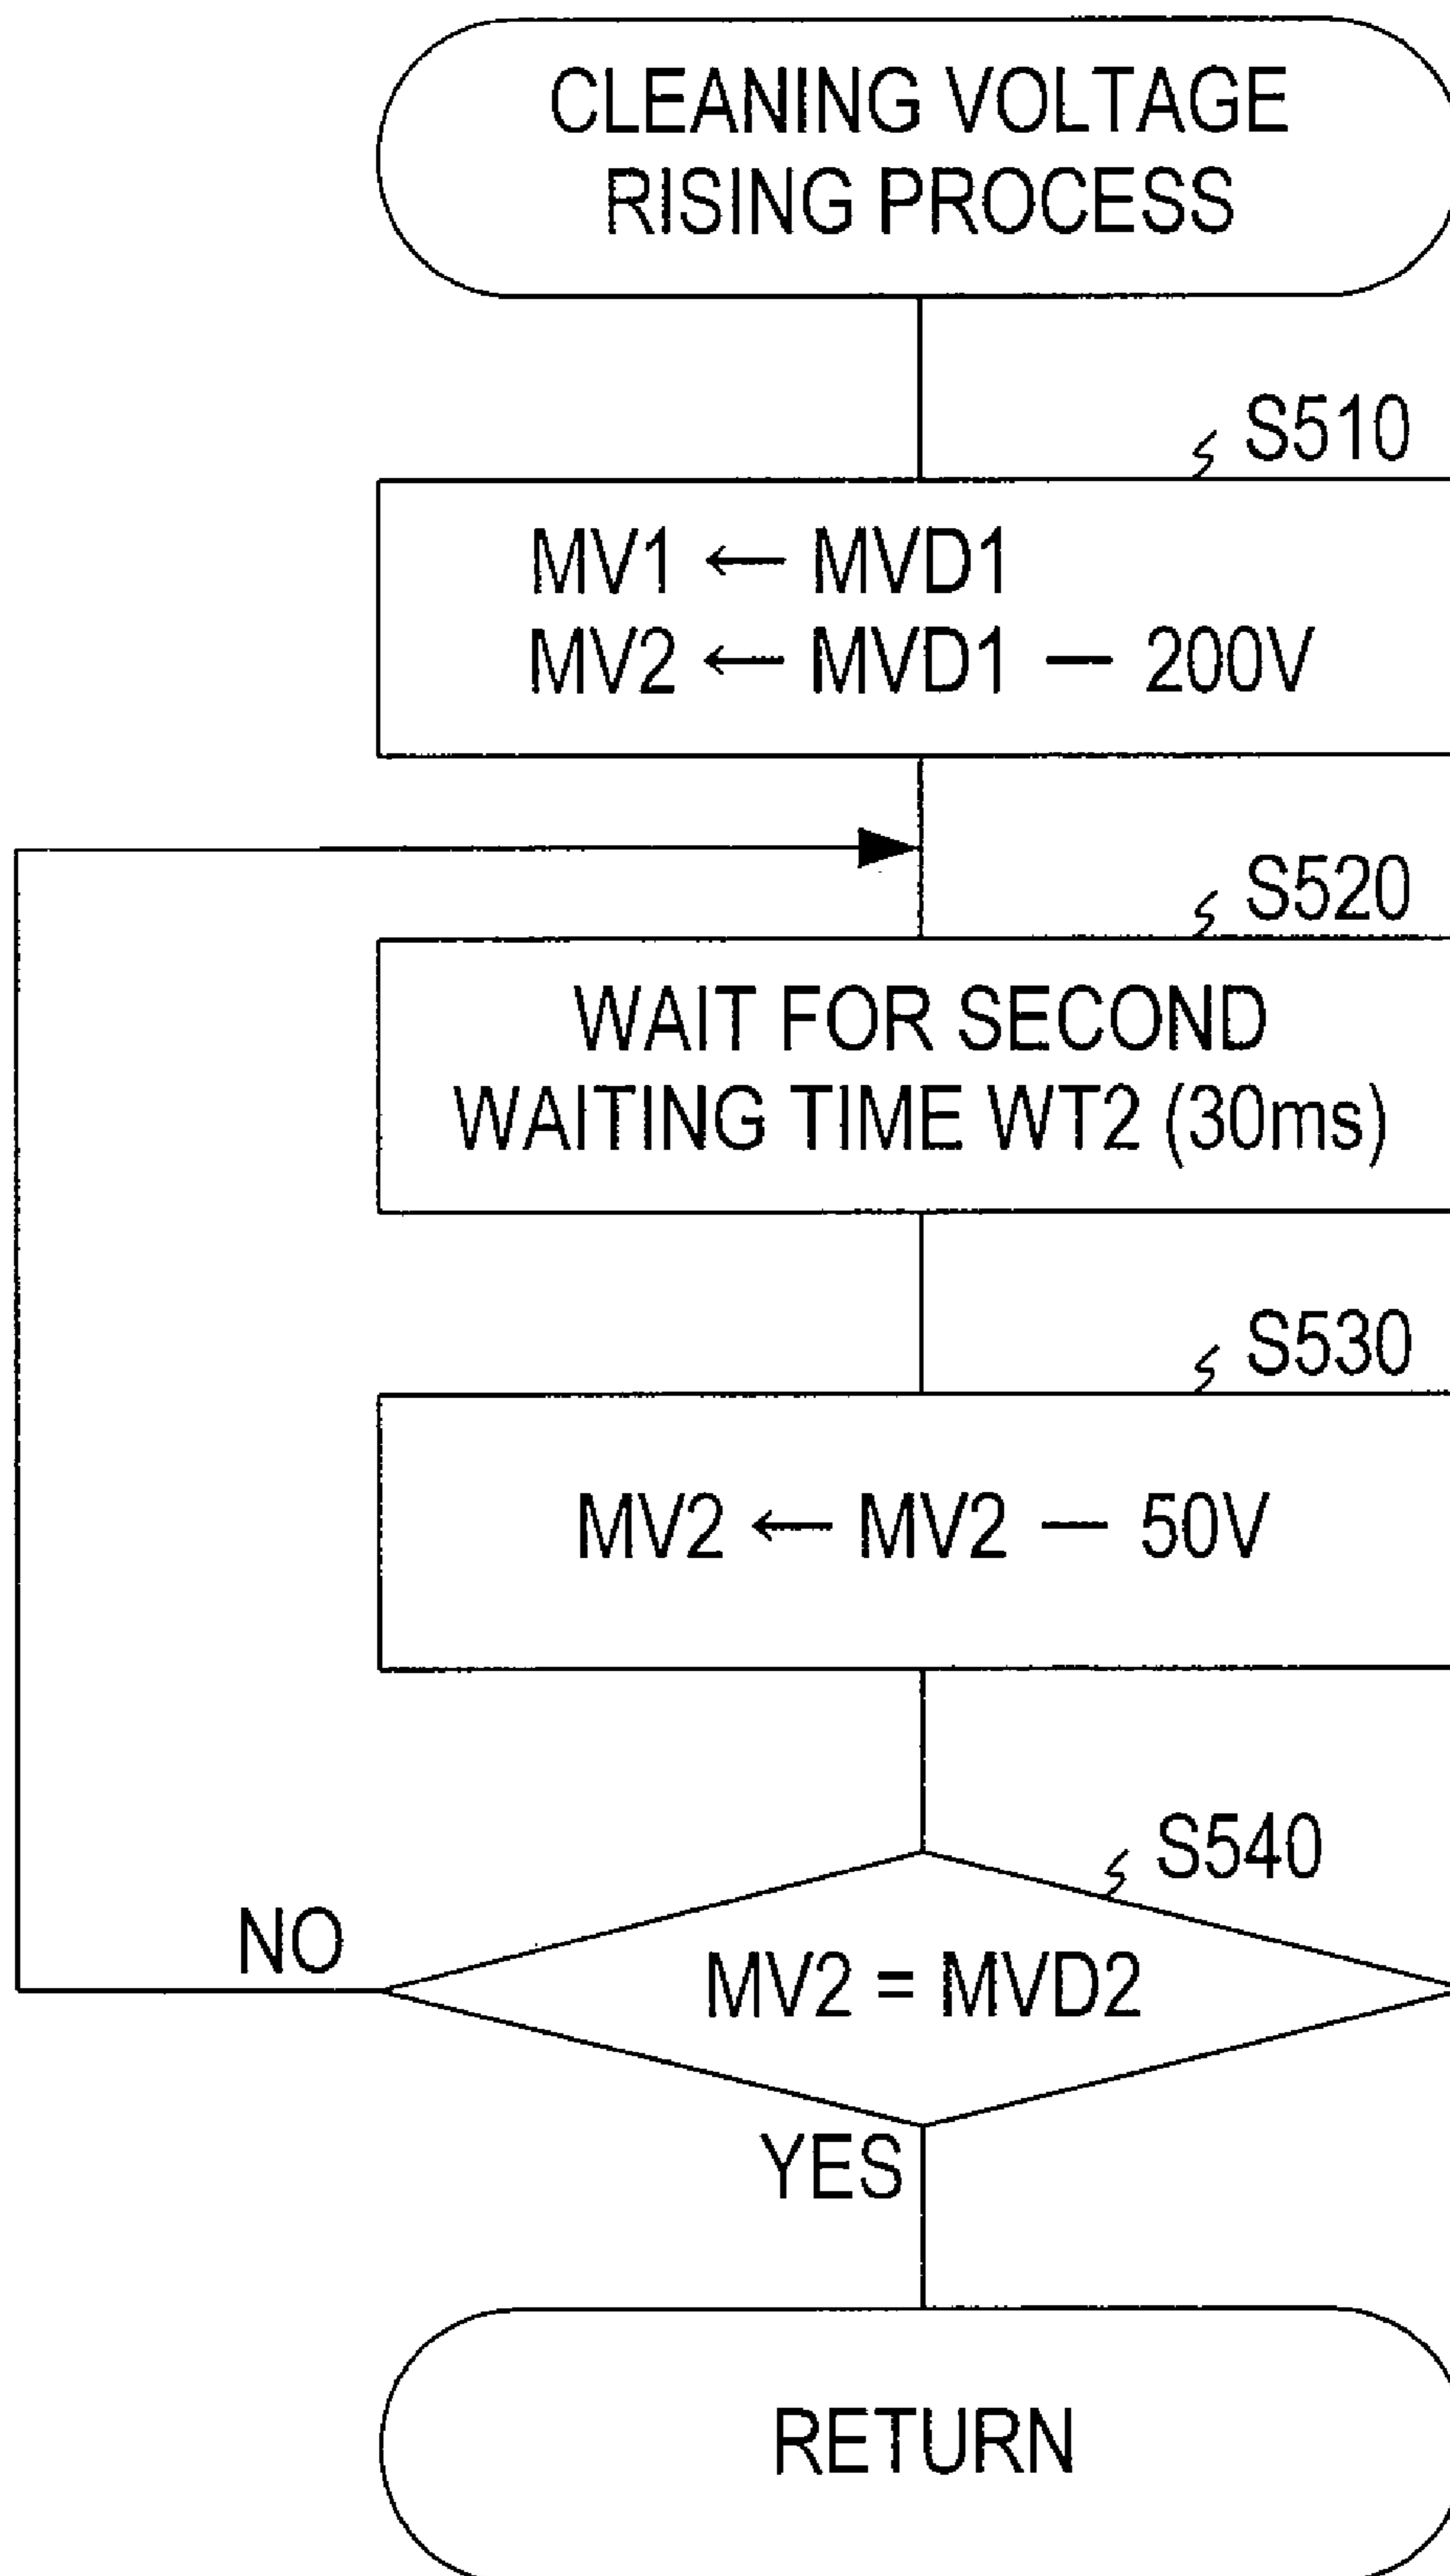 CLEANING VOLTAGE
RISING PROCESS
S510
MV1 ← MVD1
MV2 ← MVD1 — 200V
S520
WAIT FOR SECOND
WAITING TIME WT2 (30ms)
S530
MV2 ← MV2 — 50V
S540
NO
MV2 = MVD2
YES
RETURN